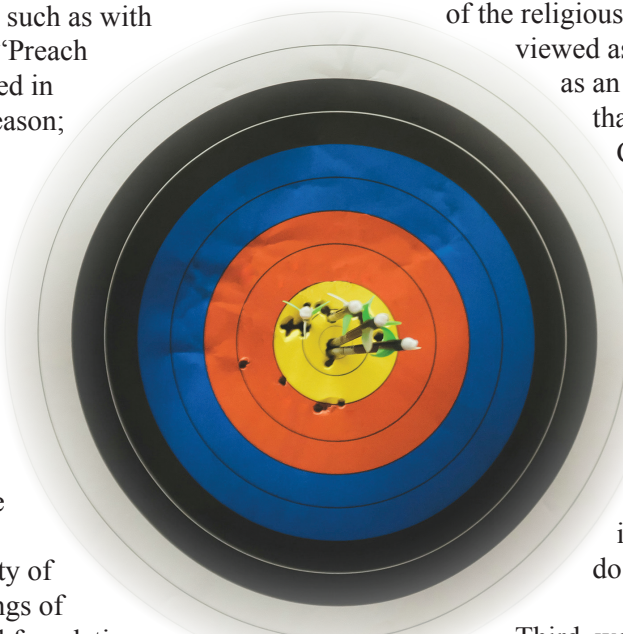 such as with
‘Preach
ed in
eason;
e
ty of
ngs of
of the religious
viewed as
as an
tha
i
do